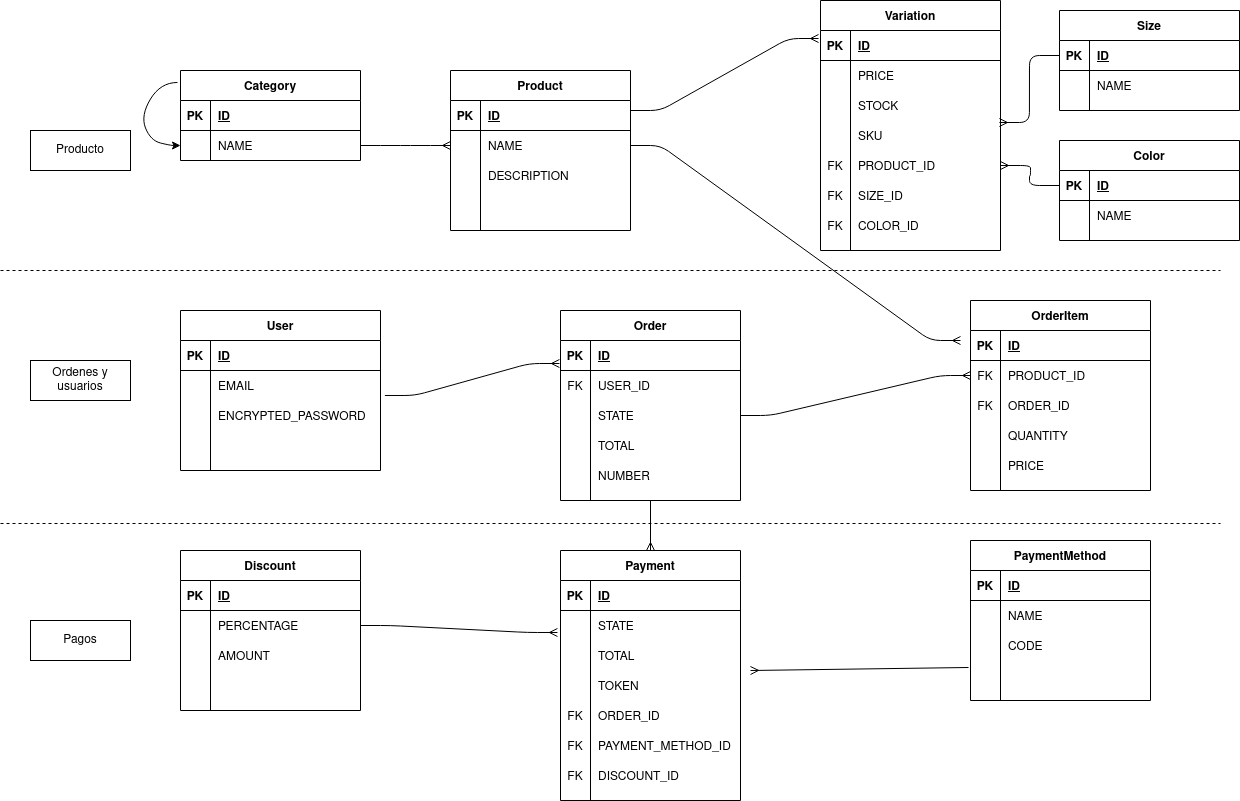 Producto
Category
PK ID
NAME
Product
PK ID
NAME
DESCRIPTION
Variation
PK ID
PRICE
STOCK
SKU
FK PRODUCT_ID
FK SIZE_ID
FK COLOR_ID
Size
PK ID
NAME
Color
PK ID
NAME
Ordenes y
usuarios
User
PK ID
EMAIL
ENCRYPTED_PASSWORD
Order
PK ID
FK USER_ID
STATE
TOTAL
NUMBER
OrderItem
PK ID
FK PRODUCT_ID
FK ORDER_ID
QUANTITY
PRICE
Pagos
Discount
PK ID
PERCENTAGE
AMOUNT
Payment
PK ID
STATE
TOTAL
TOKEN
FK ORDER_ID
FK PAYMENT_METHOD_ID
FK DISCOUNT_ID
PaymentMethod
PK ID
NAME
CODE